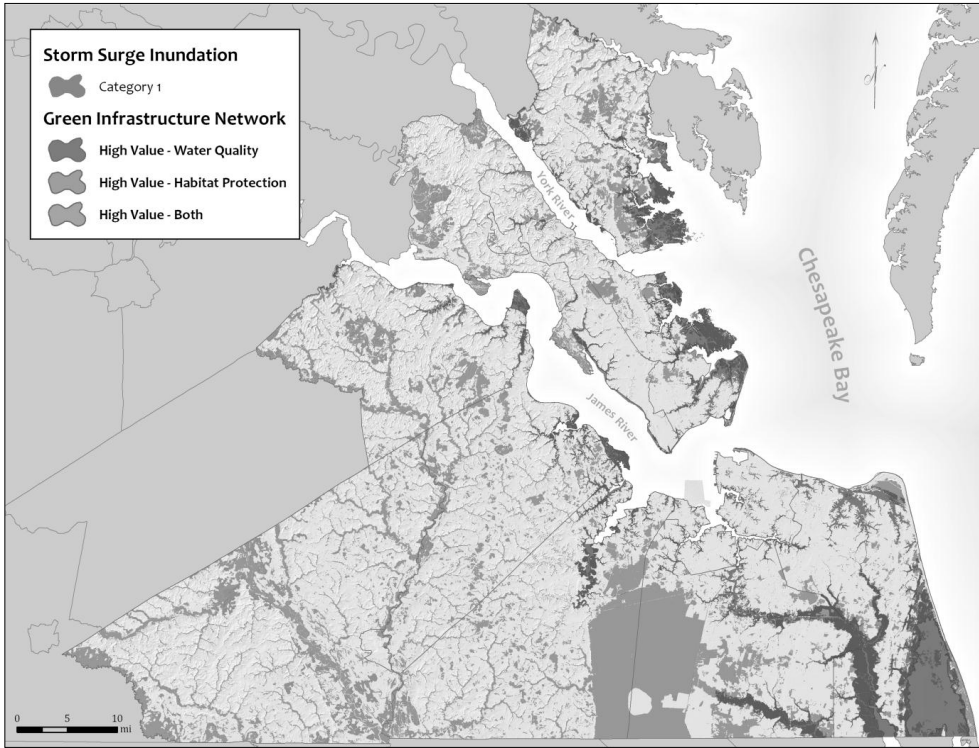 Storm Surge Inundation
Category 1
Green Infrastructure Network
High Value - Water Quality
High Value - Habitat Protection
High Value - Both
York River
Chesapeake Bay
James River
0 5 10
mi